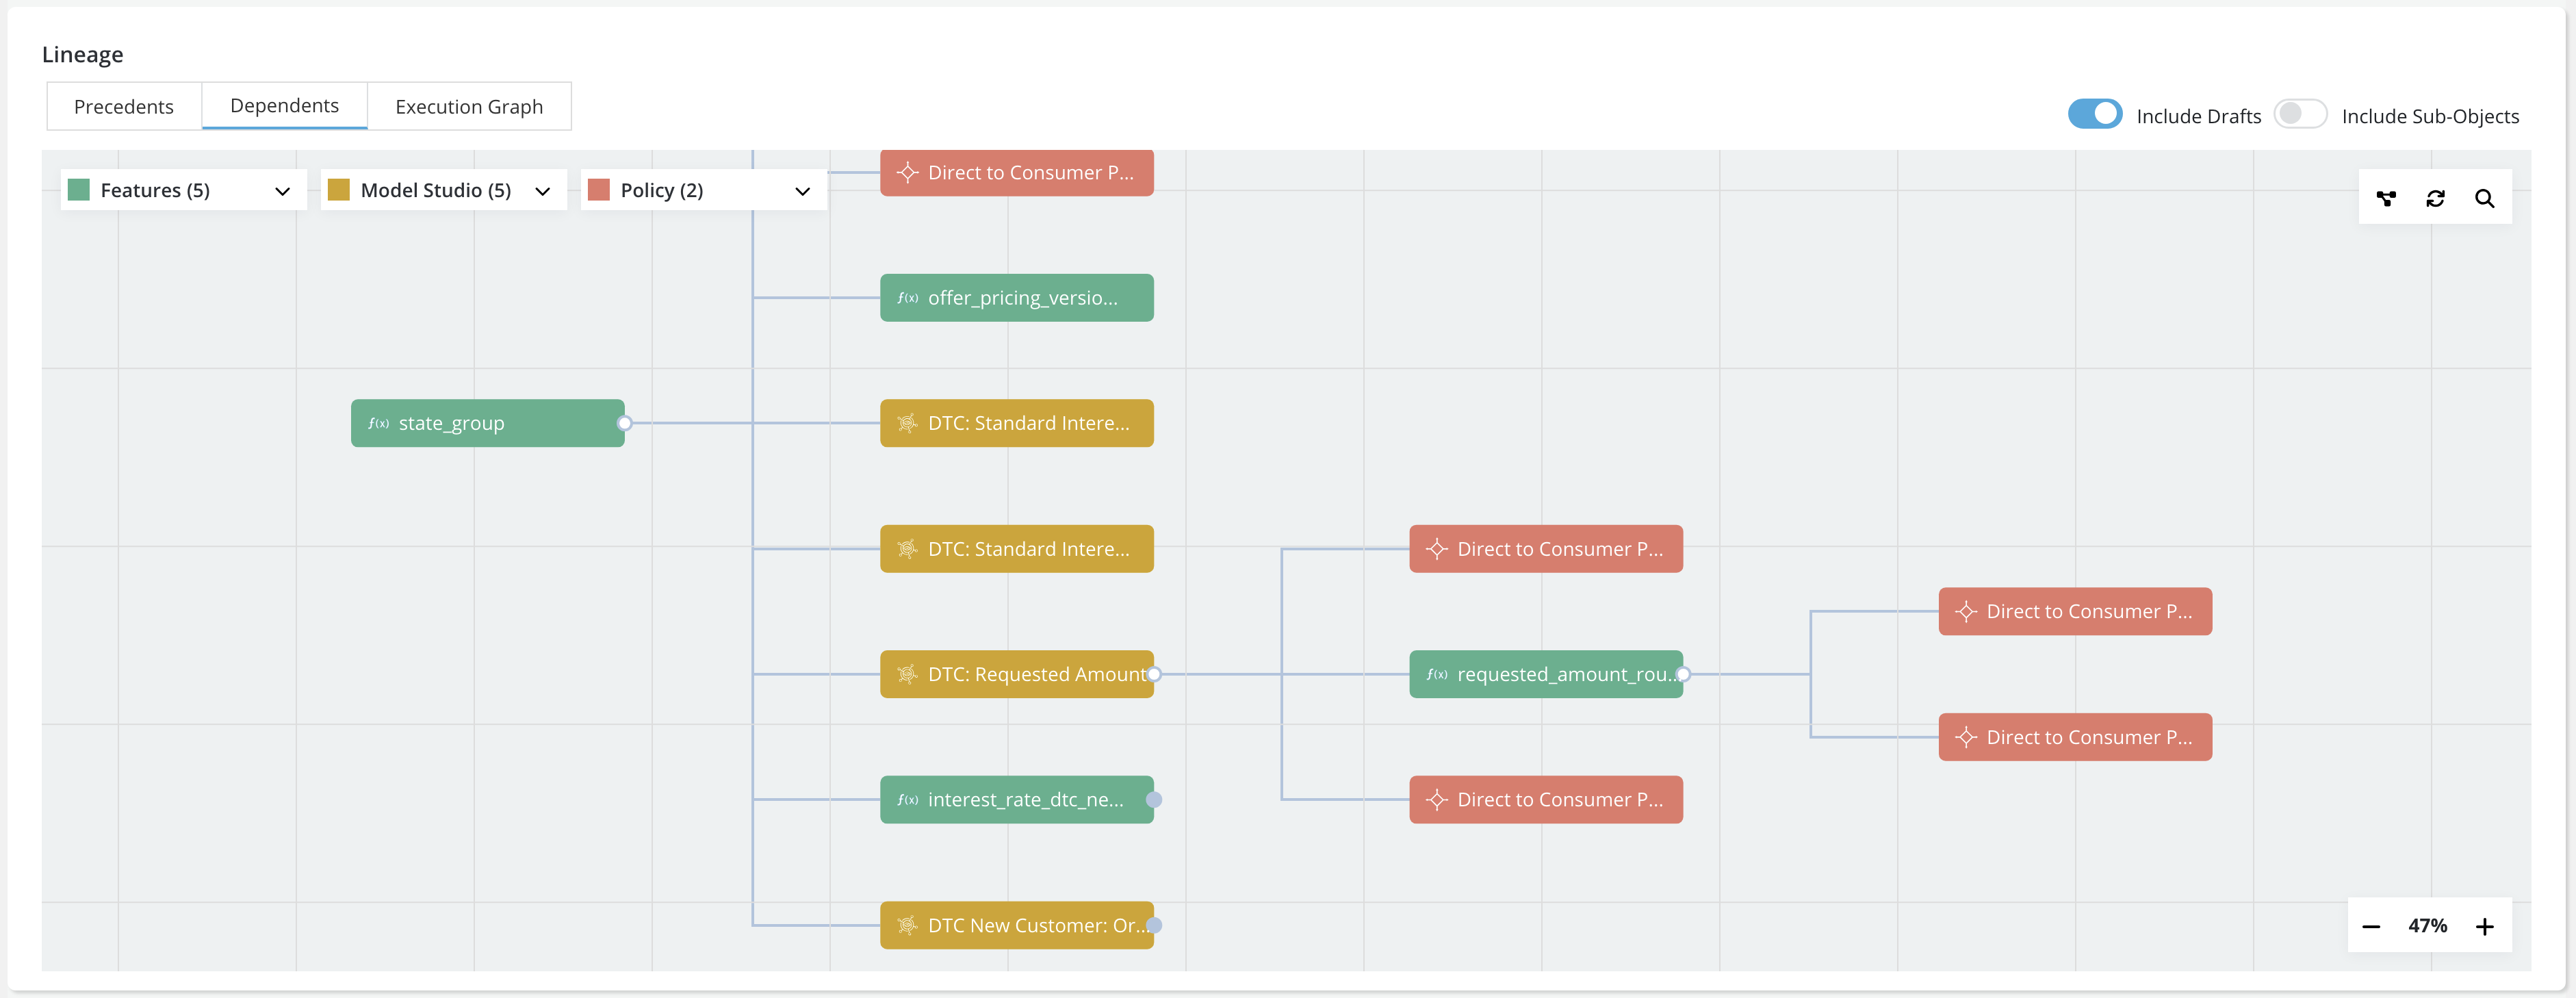 Lineage
Precedents
Dependents
Execution Graph
Include Drafts
Include Sub-Objects
Features (5)
Model Studio (5)
Policy (2)
Direct to Consumer P...
f(x) offer_pricing_versio...
f(x) state_group
DTC: Standard Intere...
DTC: Standard Intere...
Direct to Consumer P...
Direct to Consumer P...
DTC: Requested Amount
f(x) requested_amount_rou...
Direct to Consumer P...
f(x) interest_rate_dtc_ne...
Direct to Consumer P...
DTC New Customer: Or...
47%